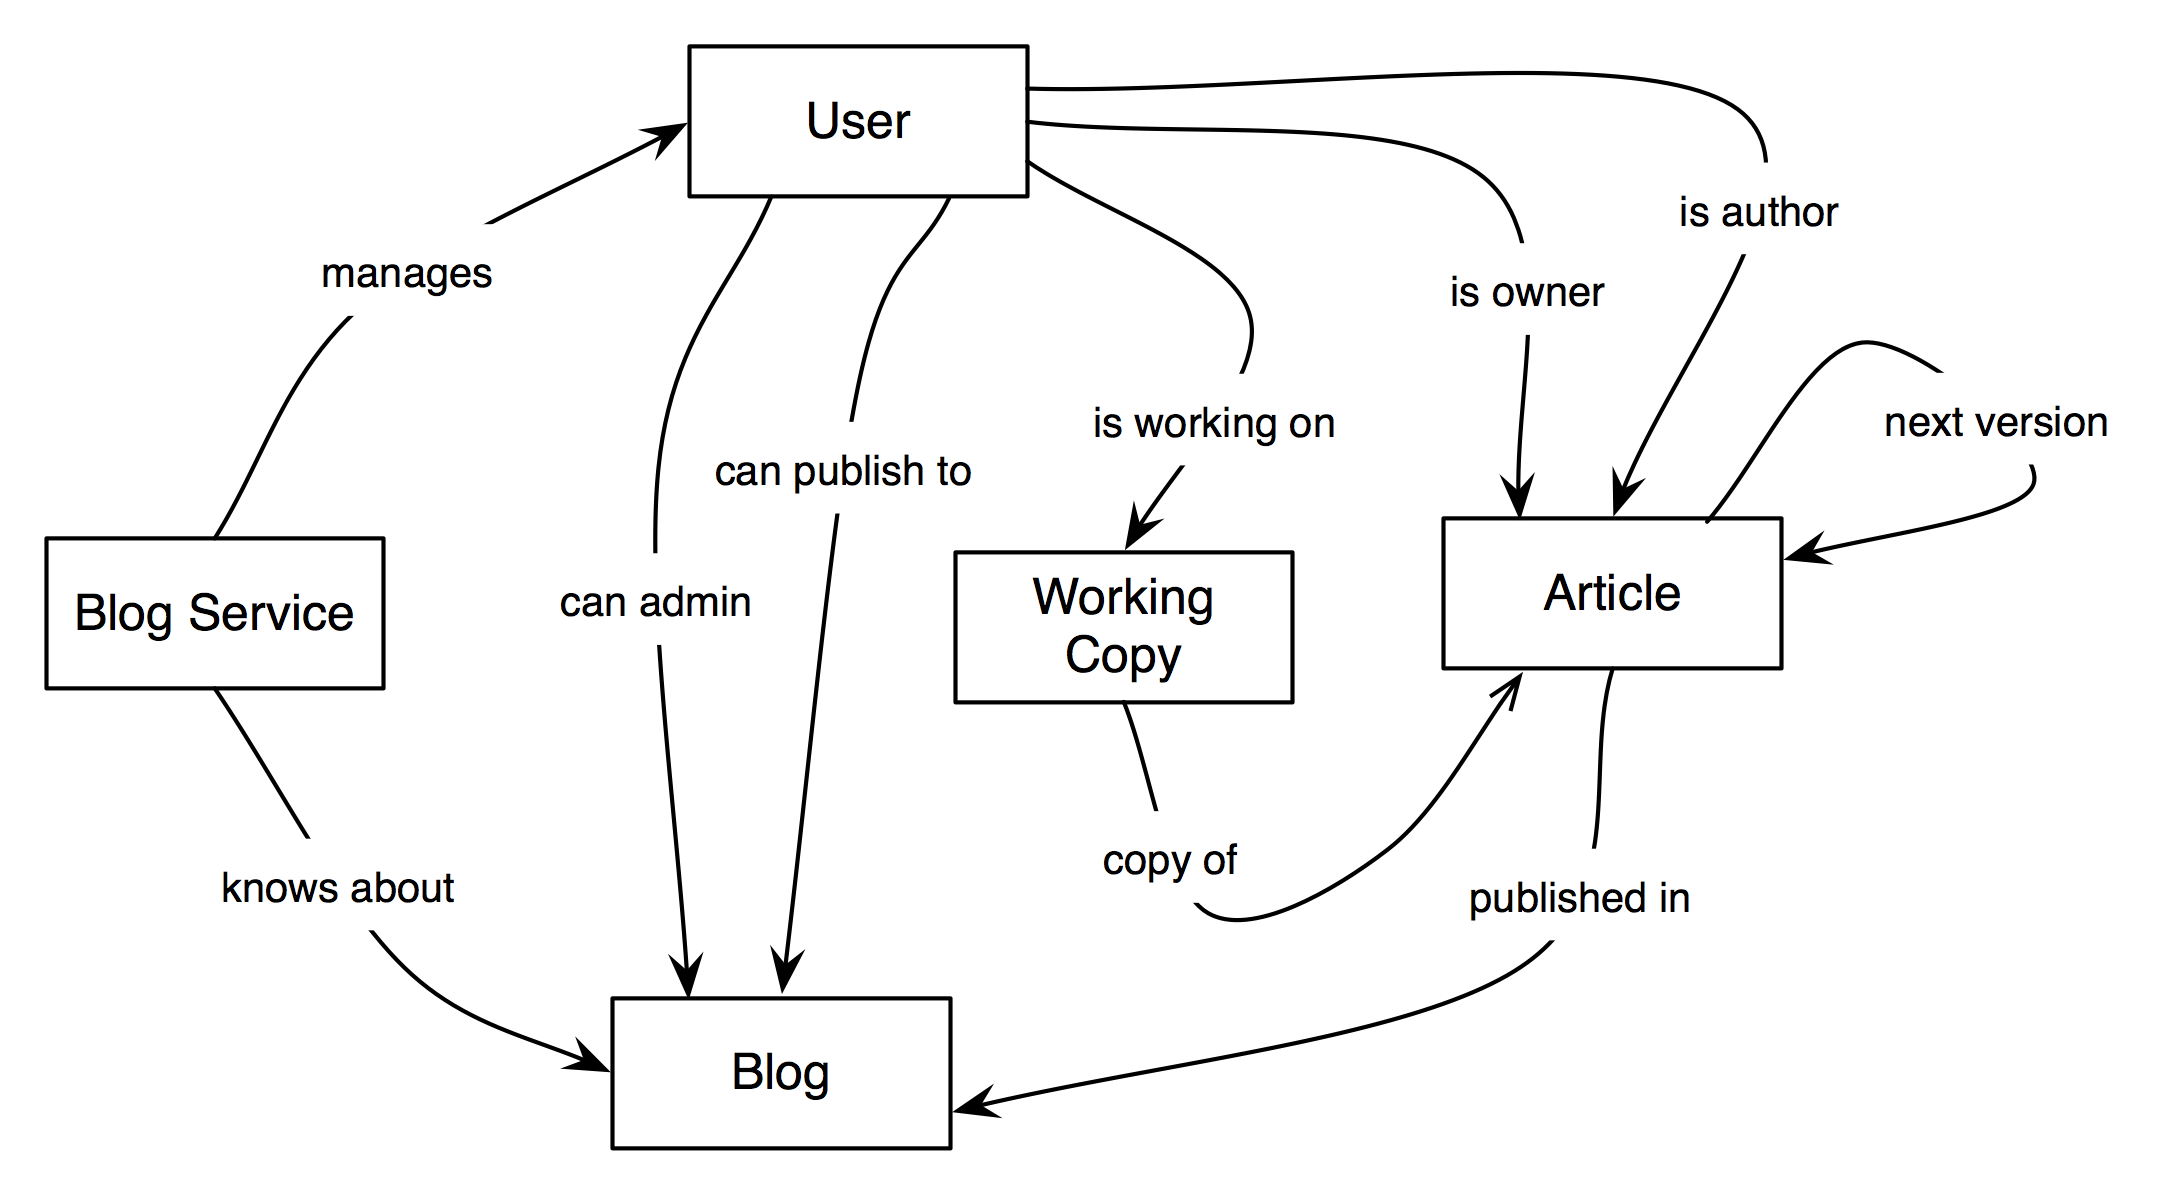 User
is author
manages
is owner
is working on
next version
can publish to
can admin
Blog Service
Working
Copy
Article
copy of
knows about
published in
Blog